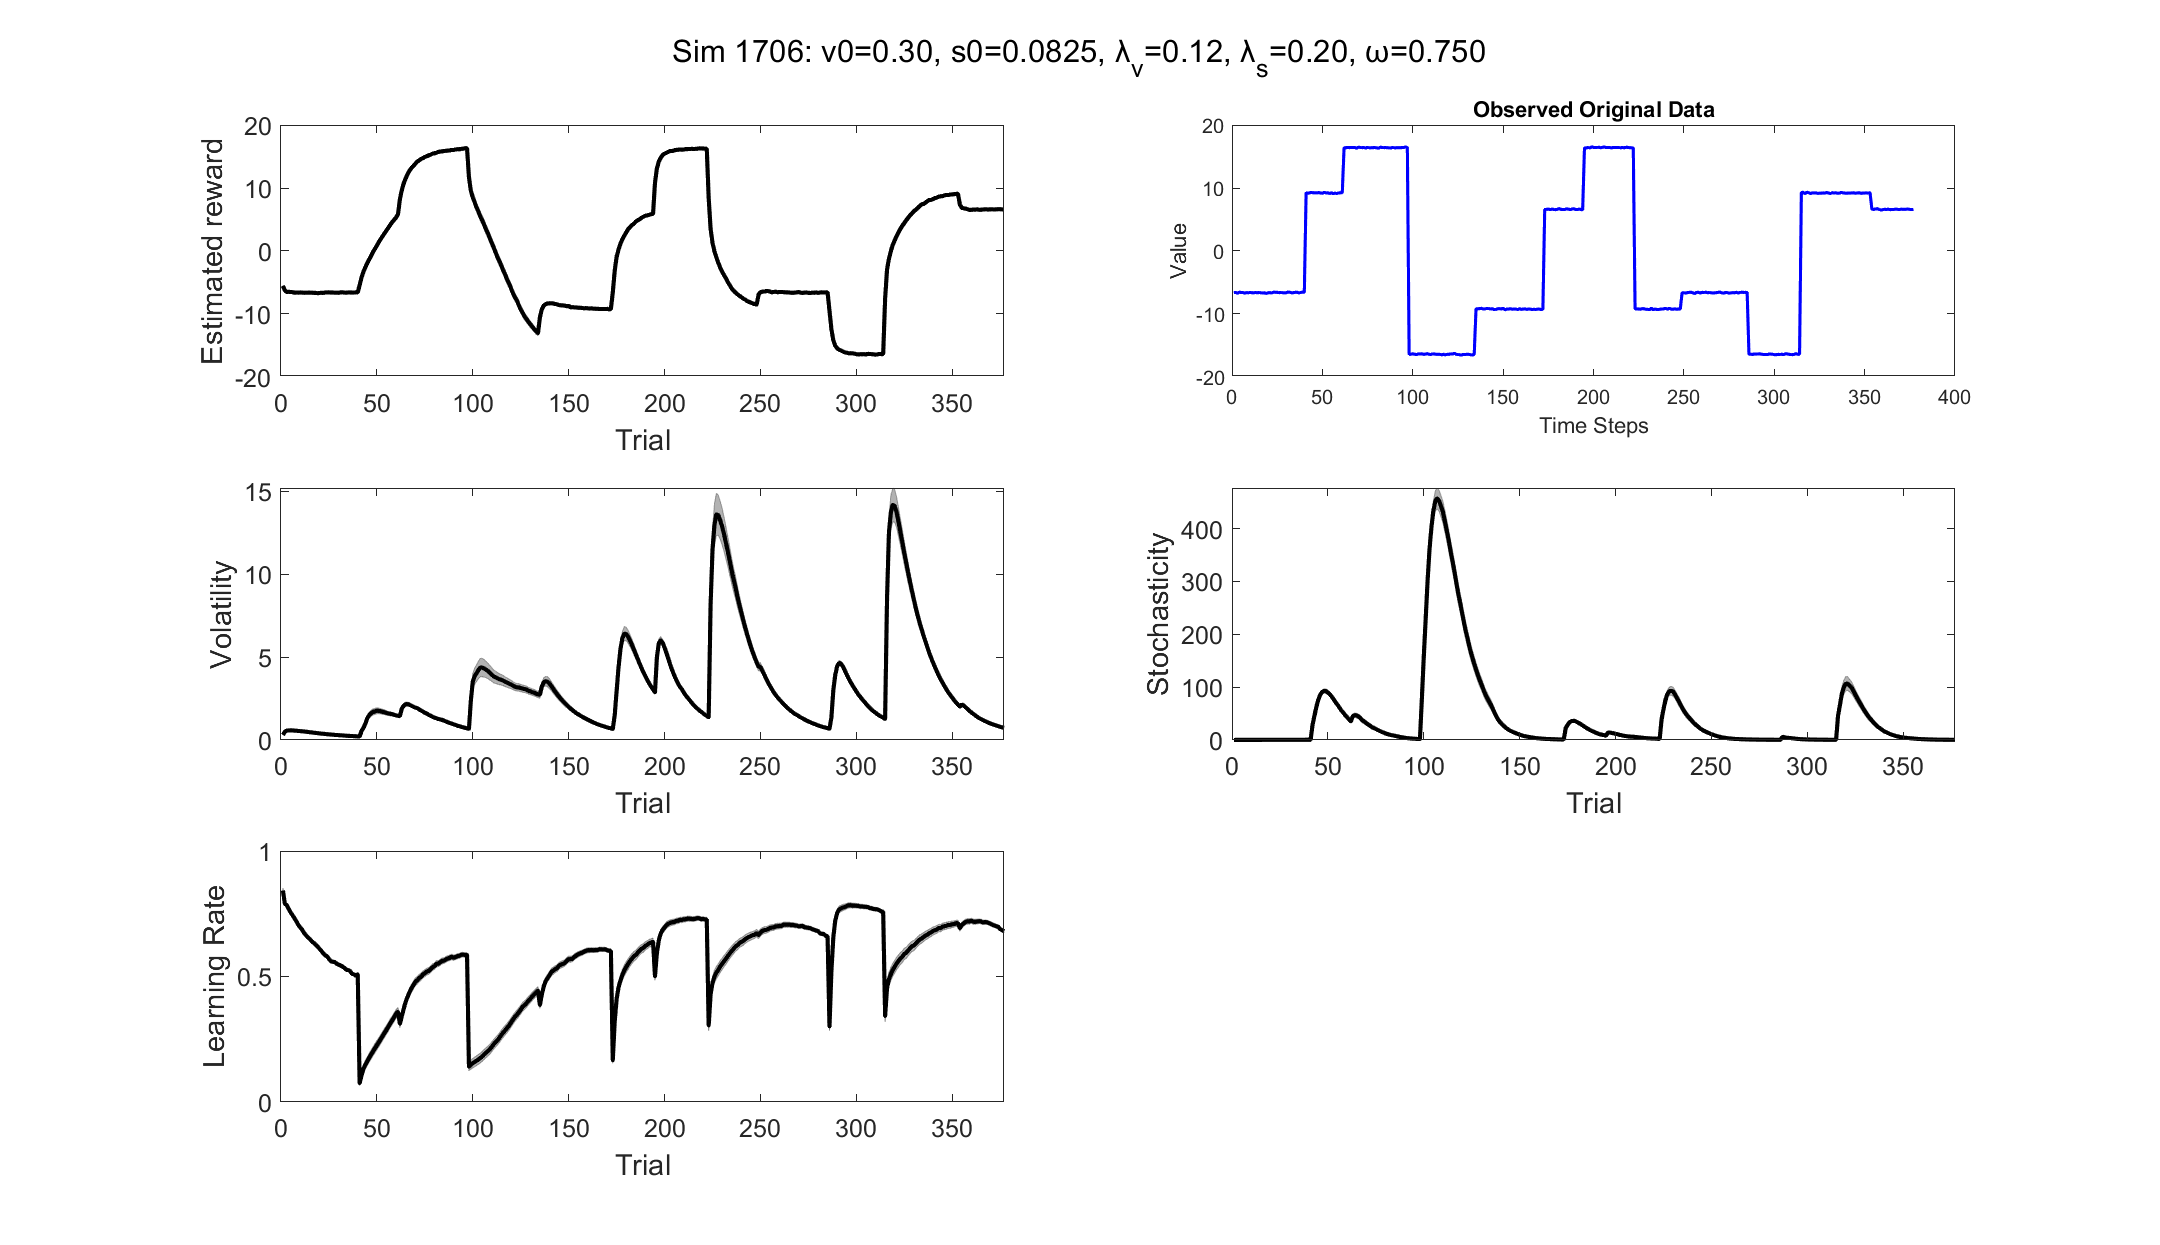 Sim 1706: v0=0.30, s0=0.0825, λv=0.12, λs=0.20, ω=0.750
Estimated reward
20
10
0
-10
-20
0 50 100 150 200 250 300 350
Trial
Observed Original Data
Value
20
10
0
-10
-20
0 50 100 150 200 250 300 350 400
Time Steps
Volatility
15
10
5
0
0 50 100 150 200 250 300 350
Trial
Stochasticity
400
300
200
100
0
0 50 100 150 200 250 300 350
Trial
Learning Rate
1
0.5
0
0 50 100 150 200 250 300 350
Trial